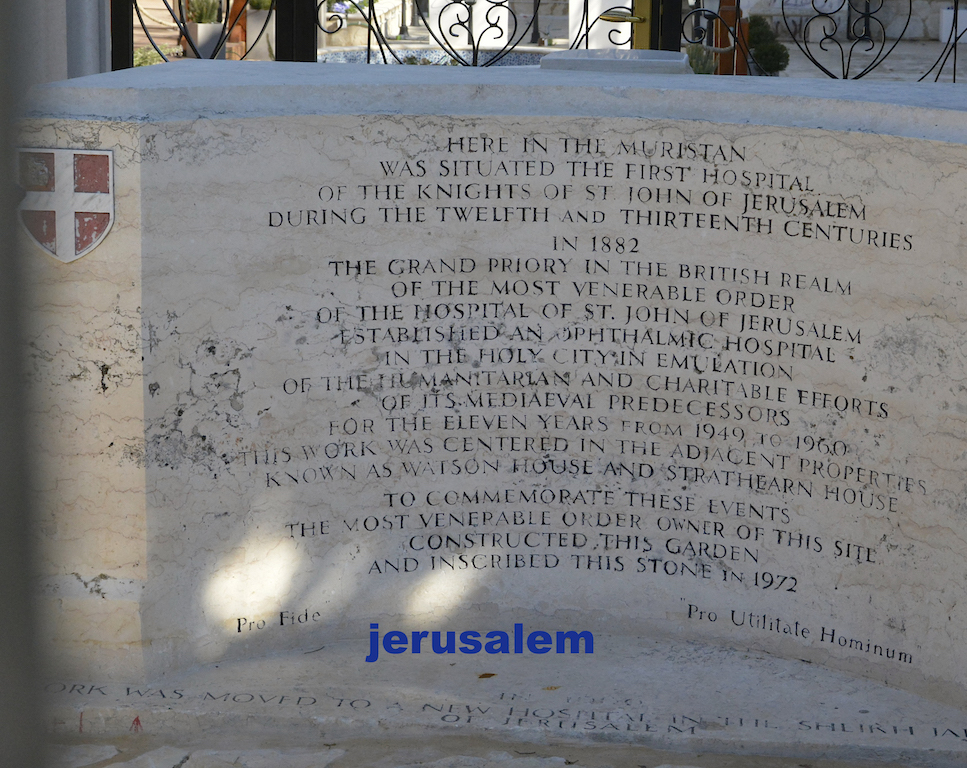 HERE IN THE MURISTAN
WAS SITUATED THE FIRST HOSPITAL
OF THE KNIGHTS OF ST. JOHN OF JERUSALEM
DURING THE TWELFTH AND THIRTEENTH CENTURIES
IN 1882
THE GRAND PRIORY IN THE BRITISH REALM
OF THE MOST VENERABLE ORDER
OF THE HOSPITAL OF ST. JOHN OF JERUSALEM
ESTABLISHED AN OPHTHALMIC HOSPITAL
IN THE HOLY CITY IN EMULATION
OF THE HUMANITARIAN AND CHARITABLE EFFORTS
OF ITS MEDIAEVAL PREDECESSORS
FOR THE ELEVEN YEARS FROM 1949 TO 1960
THIS WORK WAS CENTERED IN THE ADJACENT PROPERTIES
KNOWN AS WATSON HOUSE AND STRATHEARN HOUSE
TO COMMEMORATE THESE EVENTS
THE MOST VENERABLE ORDER OWNER OF THIS SITE
CONSTRUCTED THIS GARDEN
AND INSCRIBED THIS STONE IN 1972
"Pro Fide" "Pro Utilitate Hominum"
jerusalem
IN
ORK WAS MOVED TO A NEW HOSPITAL IN THE SHEIKH JA
OF JERUSALEM